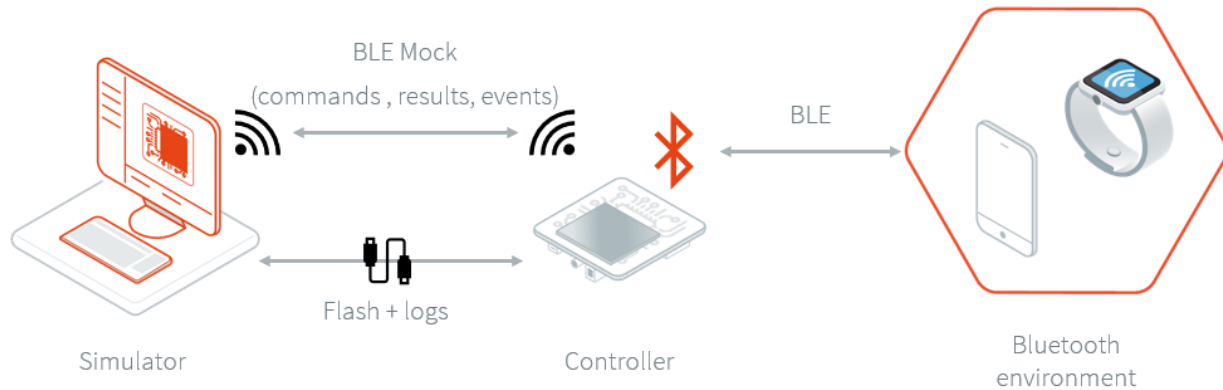 BLE Mock
(commands , results, events)
BLE
Flash + logs
Simulator
Controller
Bluetooth
environment